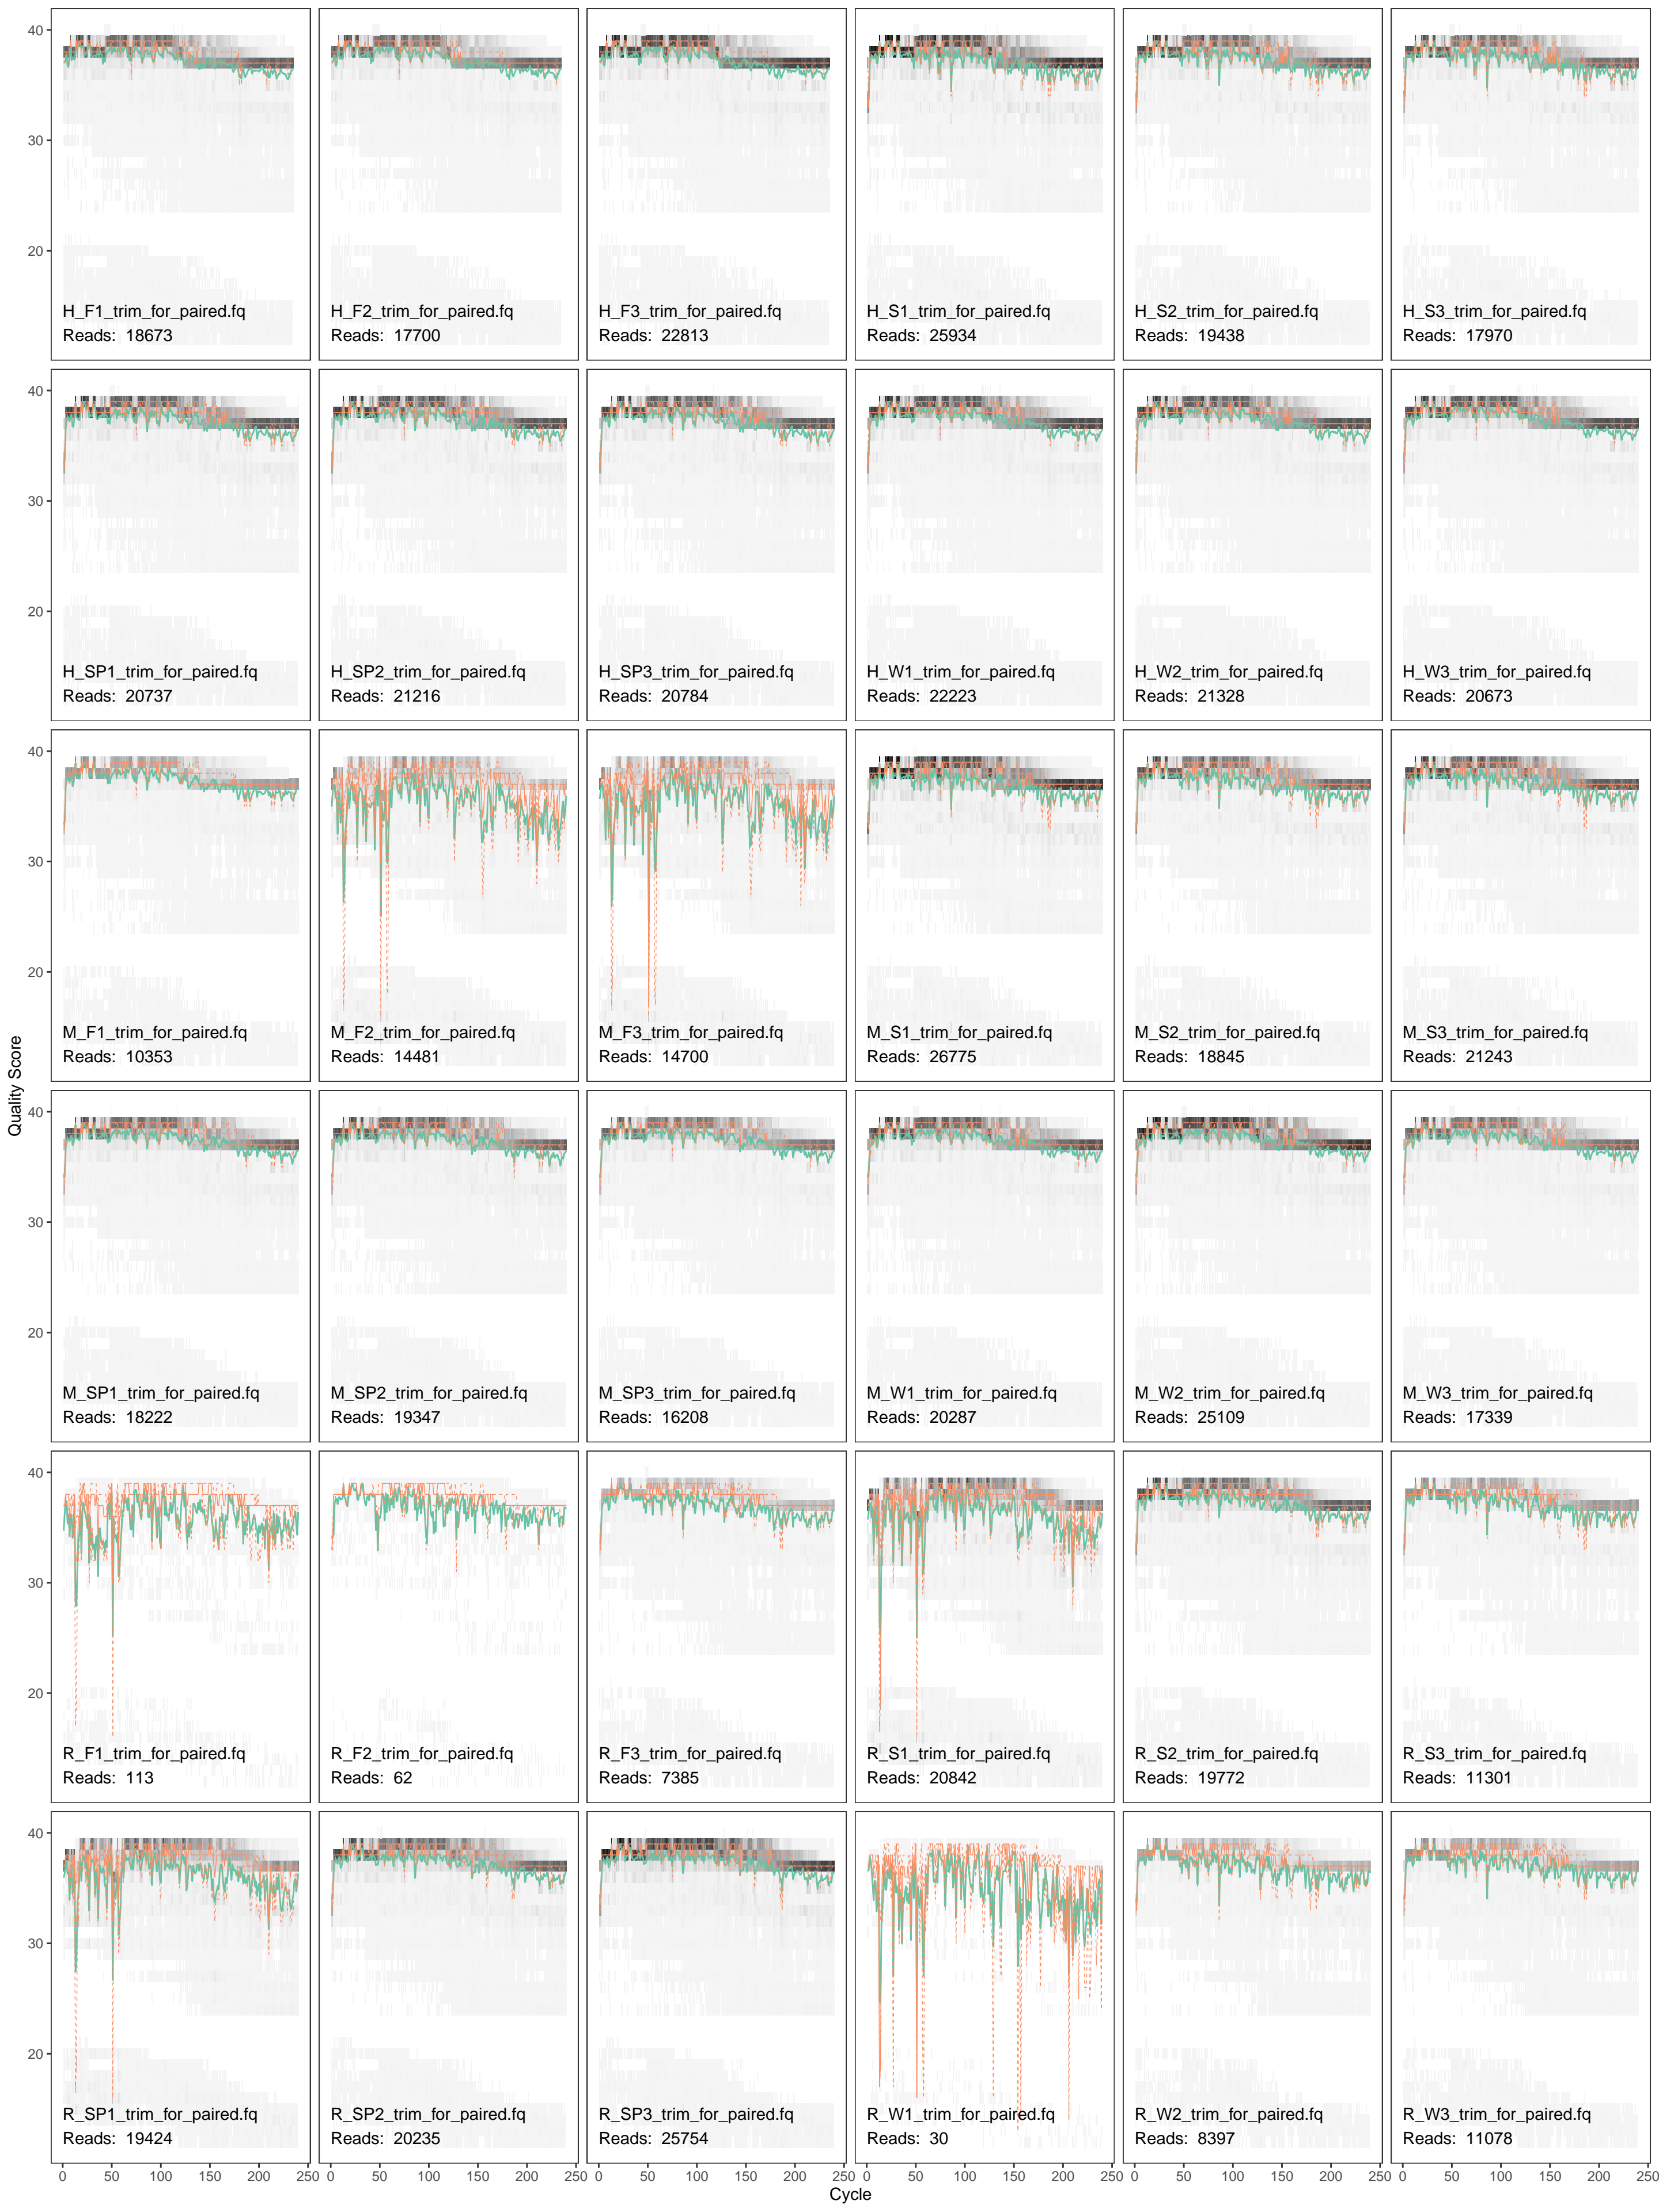 Quality Score
40
30
20
H_F1_trim_for_paired.fq
Reads: 18673
H_F2_trim_for_paired.fq
Reads: 17700
H_F3_trim_for_paired.fq
Reads: 22813
H_S1_trim_for_paired.fq
Reads: 25934
H_S2_trim_for_paired.fq
Reads: 19438
H_S3_trim_for_paired.fq
Reads: 17970
40
30
20
H_SP1_trim_for_paired.fq
Reads: 20737
H_SP2_trim_for_paired.fq
Reads: 21216
H_SP3_trim_for_paired.fq
Reads: 20784
H_W1_trim_for_paired.fq
Reads: 22223
H_W2_trim_for_paired.fq
Reads: 21328
H_W3_trim_for_paired.fq
Reads: 20673
40
30
20
M_F1_trim_for_paired.fq
Reads: 10353
M_F2_trim_for_paired.fq
Reads: 14481
M_F3_trim_for_paired.fq
Reads: 14700
M_S1_trim_for_paired.fq
Reads: 26775
M_S2_trim_for_paired.fq
Reads: 18845
M_S3_trim_for_paired.fq
Reads: 21243
40
30
20
M_SP1_trim_for_paired.fq
Reads: 18222
M_SP2_trim_for_paired.fq
Reads: 19347
M_SP3_trim_for_paired.fq
Reads: 16208
M_W1_trim_for_paired.fq
Reads: 20287
M_W2_trim_for_paired.fq
Reads: 25109
M_W3_trim_for_paired.fq
Reads: 17339
40
30
20
R_F1_trim_for_paired.fq
Reads: 113
R_F2_trim_for_paired.fq
Reads: 62
R_F3_trim_for_paired.fq
Reads: 7385
R_S1_trim_for_paired.fq
Reads: 20842
R_S2_trim_for_paired.fq
Reads: 19772
R_S3_trim_for_paired.fq
Reads: 11301
40
30
20
R_SP1_trim_for_paired.fq
Reads: 19424
R_SP2_trim_for_paired.fq
Reads: 20235
R_SP3_trim_for_paired.fq
Reads: 25754
R_W1_trim_for_paired.fq
Reads: 30
R_W2_trim_for_paired.fq
Reads: 8397
R_W3_trim_for_paired.fq
Reads: 11078
0 50 100 150 200 250
0 50 100 150 200 250
0 50 100 150 200 250
0 50 100 150 200 250
0 50 100 150 200 250
0 50 100 150 200 250
Cycle